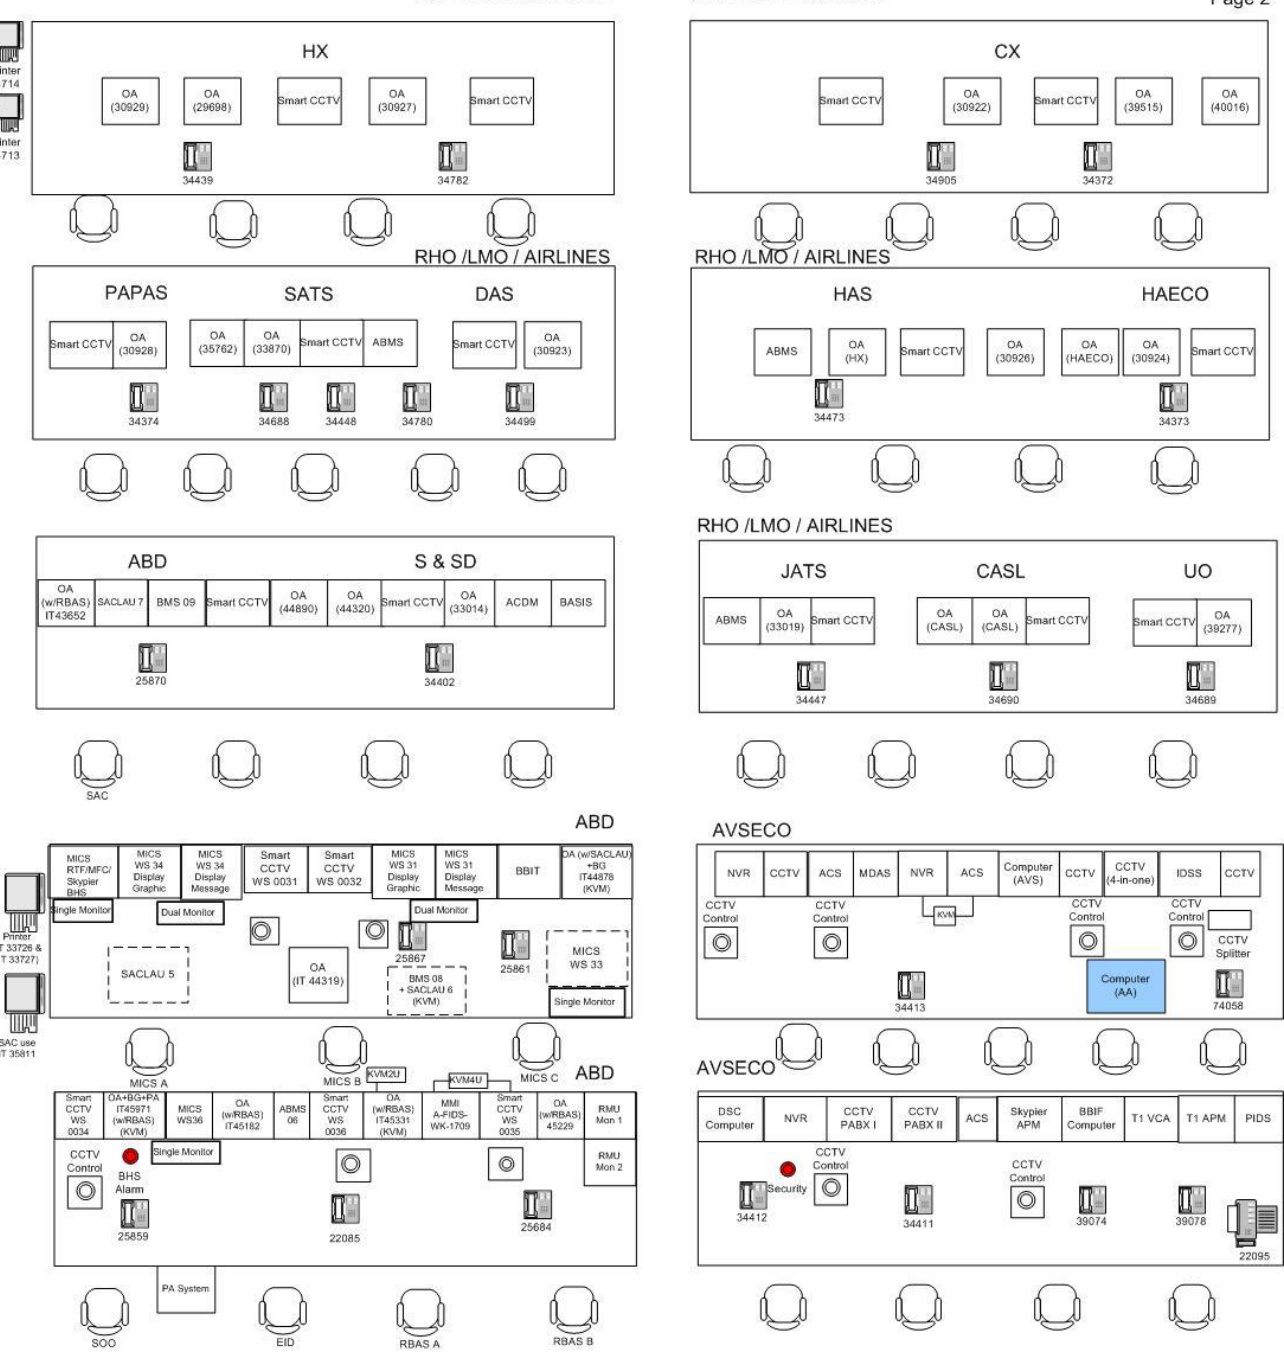 Page 2
HX
OA
(30929)
OA
(29698)
Smart CCTV
OA
(30927)
Smart CCTV
34439
34782
CX
Smart CCTV
OA
(30922)
Smart CCTV
OA
(39515)
OA
(40016)
34905
34372
RHO /LMO / AIRLINES
PAPAS
SATS
DAS
Smart CCTV
OA
(30928)
OA
(35762)
OA
(33870)
Smart CCTV
ABMS
Smart CCTV
OA
(30923)
34374
34688
34448
34780
34499
RHO /LMO / AIRLINES
HAS
HAECO
ABMS
OA
(HX)
Smart CCTV
OA
(30926)
OA
(HAECO)
OA
(30924)
Smart CCTV
34473
34373
ABD
S & SD
OA
(w/RBAS)
IT43652
SACLAU 7
BMS 09
Smart CCTV
OA
(44890)
OA
(44320)
Smart CCTV
OA
(33014)
ACDM
BASIS
25870
34402
SAC
RHO /LMO / AIRLINES
JATS
CASL
UO
ABMS
OA
(33019)
Smart CCTV
OA
(CASL)
OA
(CASL)
Smart CCTV
Smart CCTV
OA
(39277)
34447
34690
34689
ABD
MICS
RTF/MFC/
Skypier
BHS
MICS
WS 34
Display
Graphic
MICS
WS 34
Display
Message
Smart
CCTV
WS 0031
Smart
CCTV
WS 0032
MICS
WS 31
Display
Graphic
MICS
WS 31
Display
Message
BBIT
OA (w/SACLAU)
+BG
IT44878
(KVM)
Single Monitor
Dual Monitor
Dual Monitor
Printer
33726 &
33727)
SAC use
35811
SACLAU 5
OA
(IT 44319)
25867
BMS 08
+ SACLAU 6
(KVM)
25861
MICS
WS 33
Single Monitor
MICS A
MICS B
MICS C
AVSECO
NVR
CCTV
ACS
MDAS
NVR
ACS
Computer
(AVS)
CCTV
CCTV
(4-in-one)
IDSS
CCTV
CCTV
Control
CCTV
Control
KVM
CCTV
Control
CCTV
Control
CCTV
Splitter
34413
Computer
(AA)
74058
ABD
KVM2U
KVM4U
Smart
CCTV
WS
0034
OA+BG+PA
IT45971
(w/RBAS)
(KVM)
MICS
WS36
OA
(w/RBAS)
IT45182
ABMS
06
Smart
CCTV
WS
0036
OA
(w/RBAS)
IT45331
(KVM)
MMI
A-FIDS-
WK-1709
Smart
CCTV
WS
0035
OA
(w/RBAS)
45229
RMU
Mon 1
RMU
Mon 2
CCTV
Control
BHS
Alarm
Single Monitor
25859
22085
25684
PA System
SOO
EID
RBAS A
RBAS B
AVSECO
DSC
Computer
NVR
CCTV
PABX I
CCTV
PABX II
ACS
Skypier
APM
BBIF
Computer
T1 VCA
T1 APM
PIDS
Security
CCTV
Control
CCTV
Control
34412
34411
39074
39078
22095